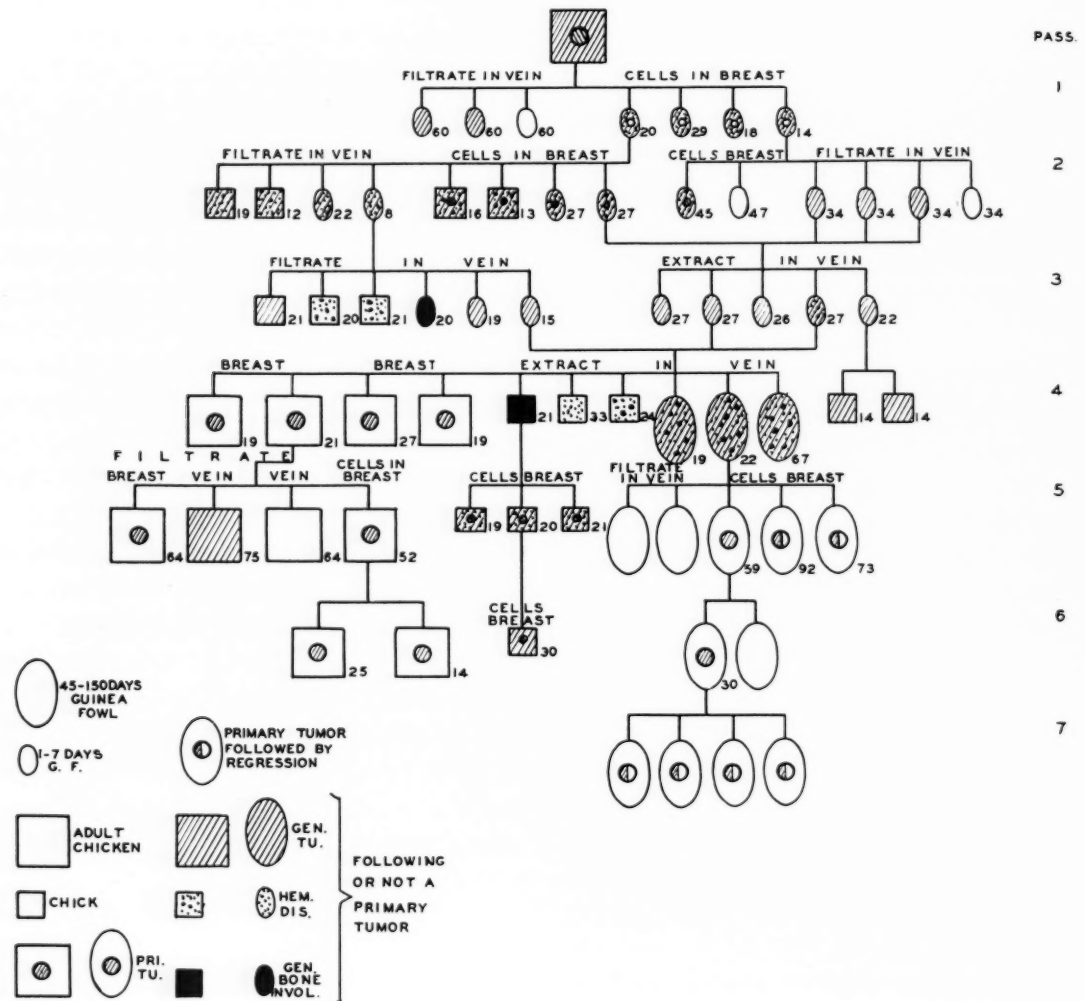 PASS.
FILTRATE IN VEIN CELLS IN BREAST
1
60 60 60 20 29 18 14
FILTRATE IN VEIN CELLS IN BREAST CELLS BREAST FILTRATE IN VEIN
2
19 12 22 8 16 13 27 27 45 47 34 34 34 34
FILTRATE IN VEIN EXTRACT IN VEIN
3
21 20 21 20 19 15 27 27 26 27 22
BREAST BREAST EXTRACT IN VEIN
4
19 21 27 19 21 33 24 19 22 67 14 14
FILTRATE
BREAST VEIN VEIN CELLS IN BREAST
CELLS BREAST
FILTRATE IN VEIN CELLS BREAST
5
64 75 64 52 19 20 21 59 92 73
CELLS BREAST
6
25 14 30 30
7
45-150 DAYS
GUINEA
FOWL
1-7 DAYS
G. F.
PRIMARY TUMOR
FOLLOWED BY
REGRESSION
ADULT
CHICKEN
GEN.
TU.
CHICK
HEM.
DIS.
PRI.
TU.
GEN.
BONE
INVOL.
FOLLOWING
OR NOT A
PRIMARY
TUMOR